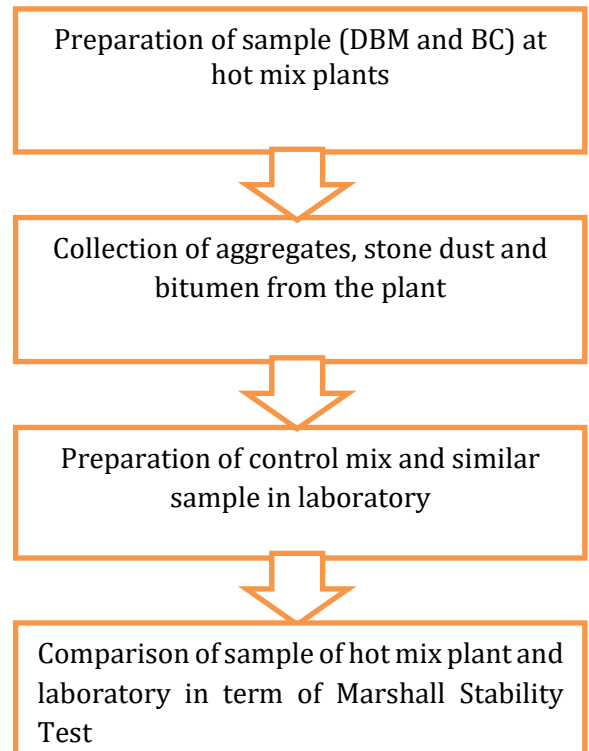 Preparation of sample (DBM and BC) at
hot mix plants
Collection of aggregates, stone dust and
bitumen from the plant
Preparation of control mix and similar
sample in laboratory
Comparison of sample of hot mix plant and
laboratory in term of Marshall Stability
Test